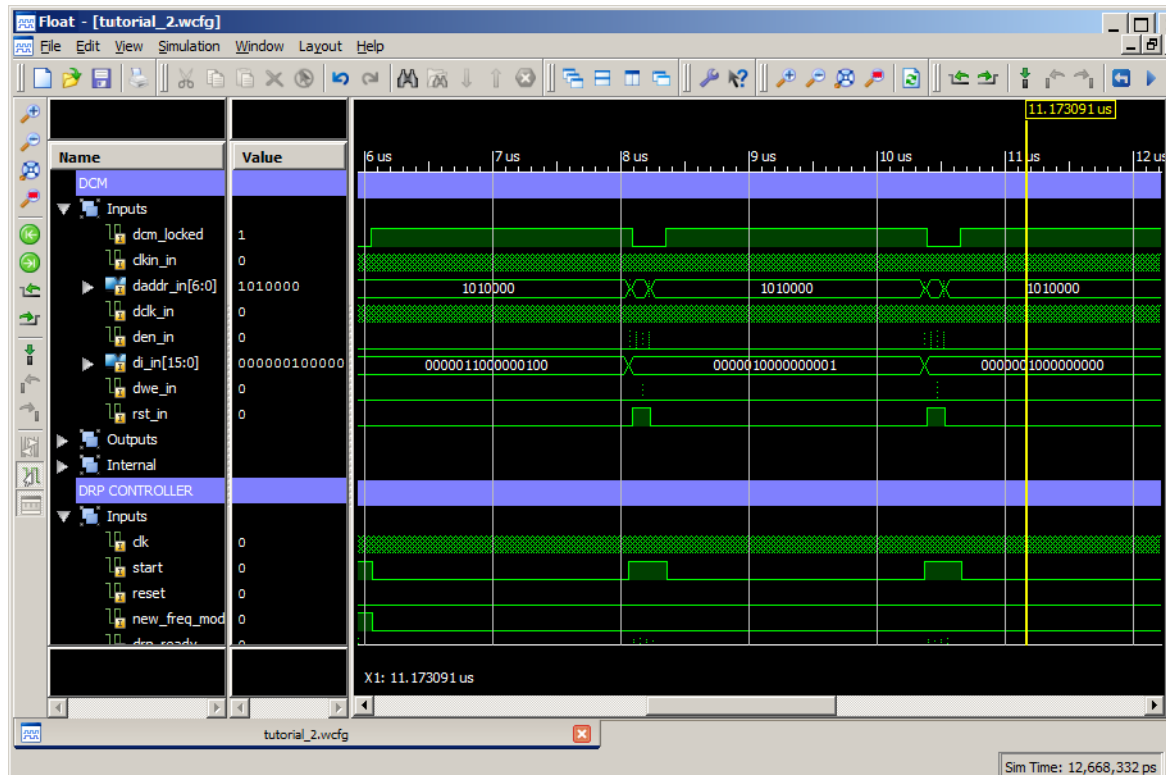 Float - [tutorial_2.wcfg]
File Edit View Simulation Window Layout Help
11.173091 us
Name Value 6 us 7 us 8 us 9 us 10 us 11 us 12 us
DCM
Inputs
dcm_locked 1
clkin_in 0
daddr_in[6:0] 1010000 1010000 1010000 1010000
dclk_in 0
den_in 0
di_in[15:0] 000000100000 0000011000000100 0000010000000001 0000001000000000
dwe_in 0
rst_in 0
Outputs
Internal
DRP CONTROLLER
Inputs
clk 0
start 0
reset 0
new_freq_mod 0
drp_ready 0
X1: 11.173091 us
tutorial_2.wcfg
Sim Time: 12,668,332 ps